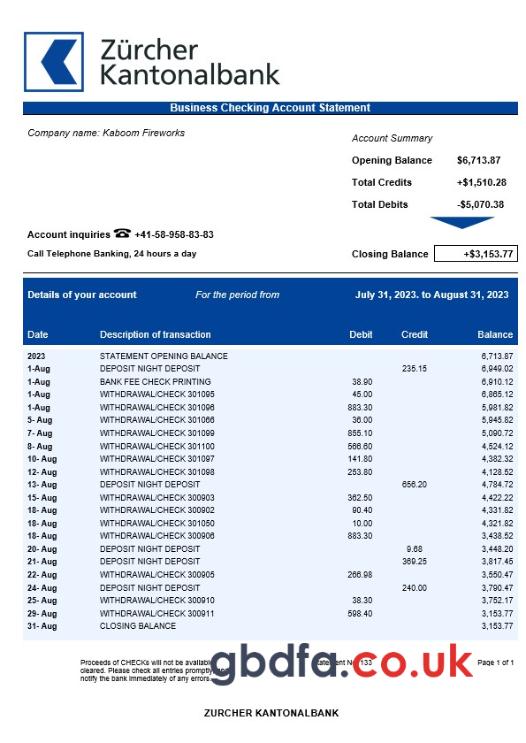 Zürcher
Kantonalbank
Business Checking Account Statement
Company name: Kaboom Fireworks
Account Summary
Opening Balance $6,713.87
Total Credits +$1,510.28
Total Debits -$5,070.38
Account inquiries ☎ +41-58-958-83-83
Call Telephone Banking, 24 hours a day
Closing Balance +$3,153.77
Details of your account For the period from July 31, 2023. to August 31, 2023
Date Description of transaction Debit Credit Balance
2023 STATEMENT OPENING BALANCE 6,713.87
1-Aug DEPOSIT NIGHT DEPOSIT 235.15 6,949.02
1-Aug BANK FEE CHECK PRINTING 38.90 6,910.12
1-Aug WITHDRAWAL/CHECK 301095 45.00 6,865.12
1-Aug WITHDRAWAL/CHECK 301096 883.30 5,981.82
5- Aug WITHDRAWAL/CHECK 301066 36.00 5,945.82
7- Aug WITHDRAWAL/CHECK 301099 855.10 5,090.72
8- Aug WITHDRAWAL/CHECK 301100 566.60 4,524.12
10- Aug WITHDRAWAL/CHECK 301097 141.80 4,382.32
12- Aug WITHDRAWAL/CHECK 301098 253.80 4,128.52
13- Aug DEPOSIT NIGHT DEPOSIT 656.20 4,784.72
15- Aug WITHDRAWAL/CHECK 300903 362.50 4,422.22
18- Aug WITHDRAWAL/CHECK 300902 90.40 4,331.82
18- Aug WITHDRAWAL/CHECK 301050 10.00 4,321.82
18- Aug WITHDRAWAL/CHECK 300906 883.30 3,438.52
20- Aug DEPOSIT NIGHT DEPOSIT 9.68 3,448.20
21- Aug DEPOSIT NIGHT DEPOSIT 369.25 3,817.45
22- Aug WITHDRAWAL/CHECK 300905 266.98 3,550.47
24- Aug DEPOSIT NIGHT DEPOSIT 240.00 3,790.47
25- Aug WITHDRAWAL/CHECK 300910 38.30 3,752.17
29- Aug WITHDRAWAL/CHECK 300911 598.40 3,153.77
31- Aug CLOSING BALANCE 3,153.77
Proceeds of CHECKs will not be available 133 Page 1 of 1
cleared. Please check all entries promptly
notify the bank immediately of any errors.
gbdfa.co.uk
ZURCHER KANTONALBANK